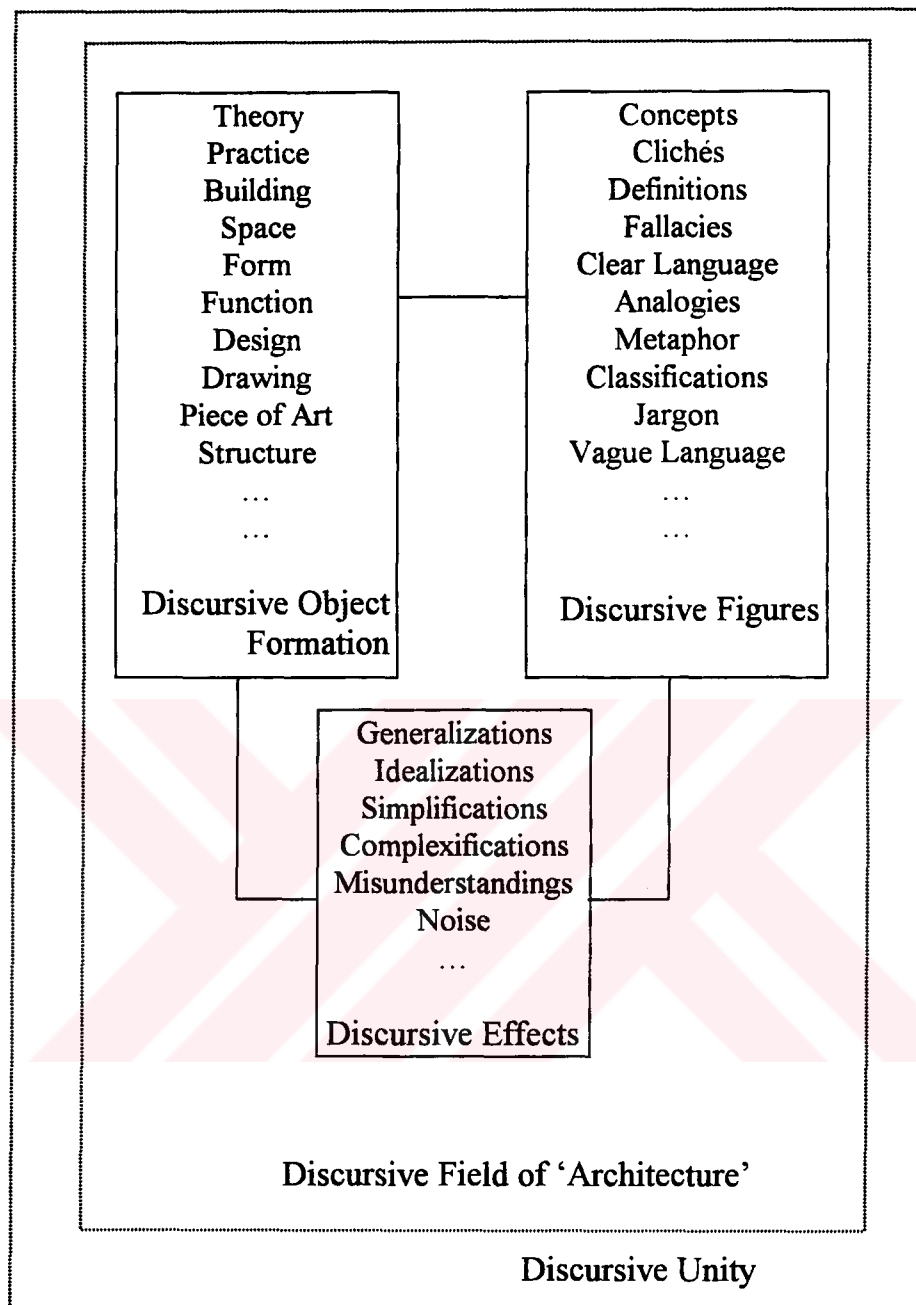 Theory
Practice
Building
Space
Form
Function
Design
Drawing
Piece of Art
Structure
...
...
Discursive Object
Formation
Concepts
Clichés
Definitions
Fallacies
Clear Language
Analogies
Metaphor
Classifications
Jargon
Vague Language
...
...
Discursive Figures
Generalizations
Idealizations
Simplifications
Complexifications
Misunderstandings
Noise
...
Discursive Effects
Discursive Field of ‘Architecture’
Discursive Unity